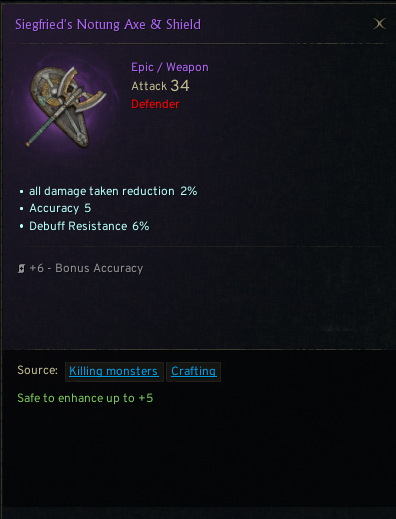 Siegfried's Notung Axe & Shield
Epic / Weapon
Attack 34
Defender
• all damage taken reduction 2%
• Accuracy 5
• Debuff Resistance 6%
+6 - Bonus Accuracy
Source: Killing monsters Crafting
Safe to enhance up to +5